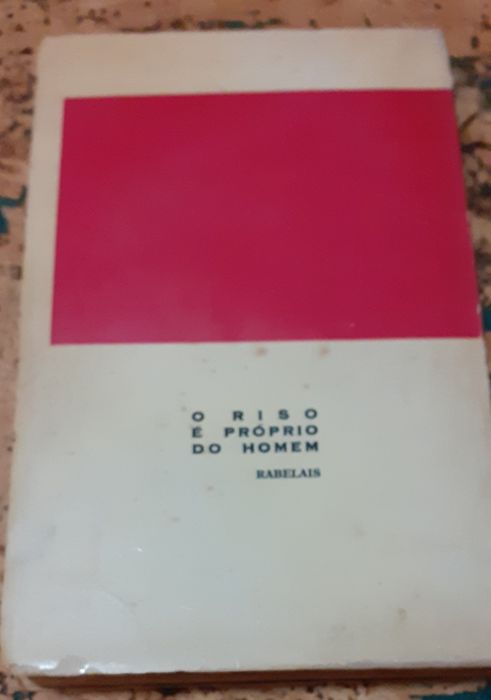 O RISO
É PRÓPRIO
DO HOMEM
RABELAIS